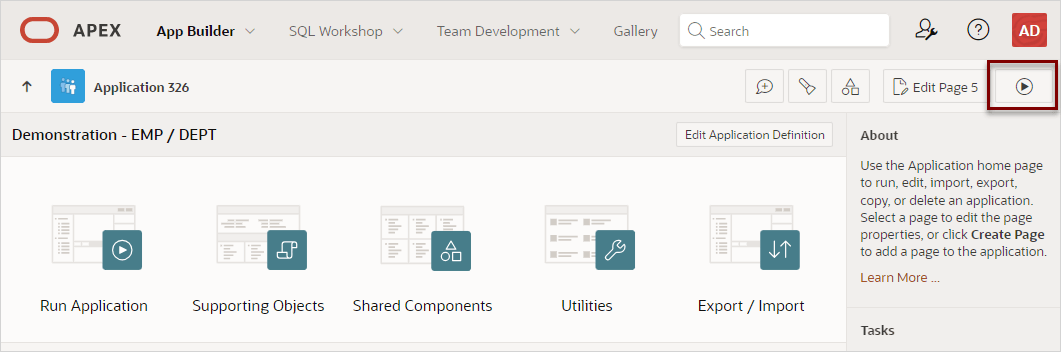 APEX App Builder SQL Workshop Team Development Gallery Search AD
Application 326 Edit Page 5
Demonstration - EMP / DEPT Edit Application Definition
Run Application Supporting Objects Shared Components Utilities Export / Import
About
Use the Application home page
to run, edit, import, export,
copy, or delete an application.
Select a page to edit the page
properties, or click Create Page
to add a page to the application.
Learn More ...
Tasks